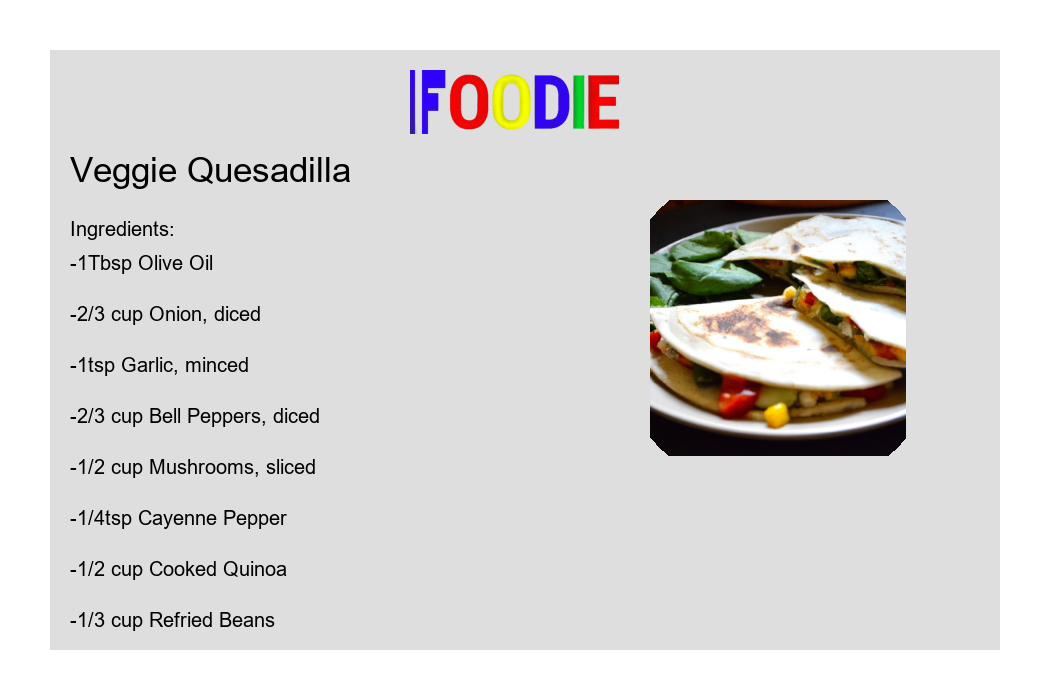 FOODIE
Veggie Quesadilla
Ingredients:
-1Tbsp Olive Oil
-2/3 cup Onion, diced
-1tsp Garlic, minced
-2/3 cup Bell Peppers, diced
-1/2 cup Mushrooms, sliced
-1/4tsp Cayenne Pepper
-1/2 cup Cooked Quinoa
-1/3 cup Refried Beans